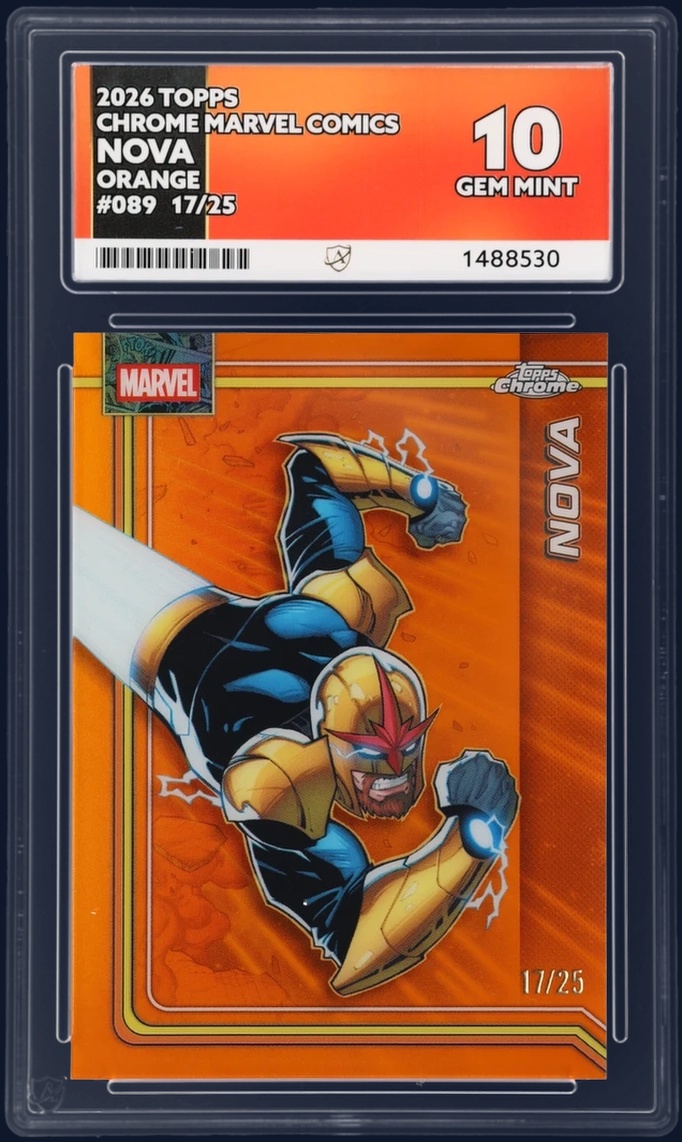 2026 TOPPS
CHROME MARVEL COMICS
NOVA
ORANGE
#089 17/25
10
GEM MINT
1488530
MARVEL
Topps
Chrome
NOVA
17/25